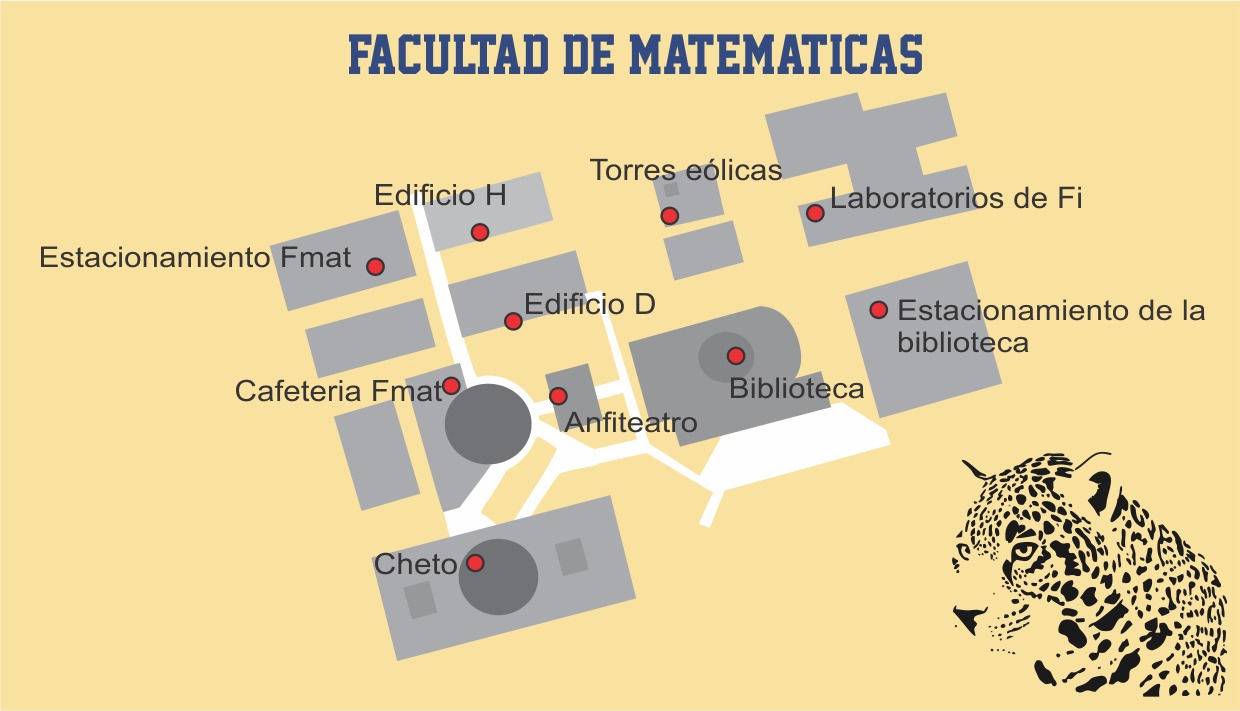 FACULTAD DE MATEMATICAS
Torres eólicas
Edificio H
Laboratorios de Fi
Estacionamiento Fmat
Edificio D
Estacionamiento de la
biblioteca
Cafeteria Fmat
Biblioteca
Anfiteatro
Cheto